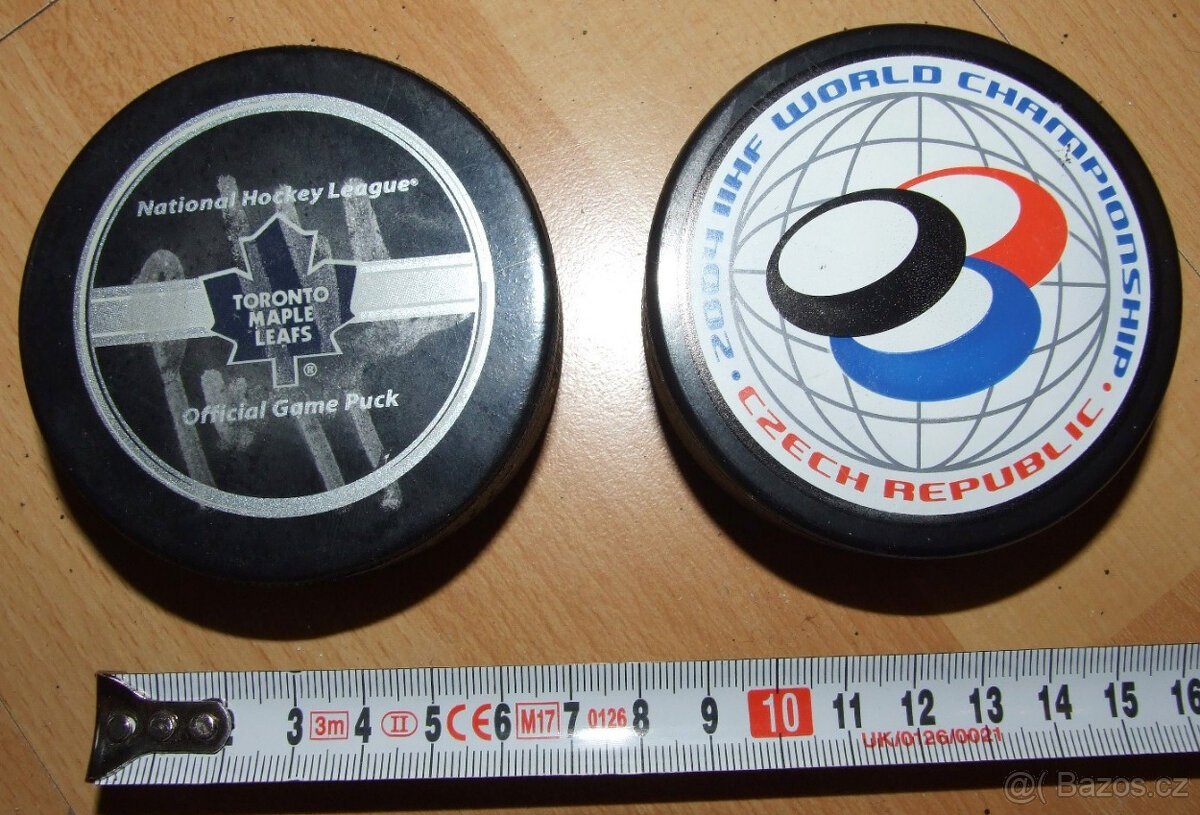 National Hockey League®
TORONTO
MAPLE
LEAFS
®
Official Game Puck
• 2004 IIHF WORLD CHAMPIONSHIP •
CZECH REPUBLIC
3 3m 4 II 5 CE 6 M17 7 0126 8 9 10 11 12 13 14 15 16
UK/0126/0021
@( Bazos.cz